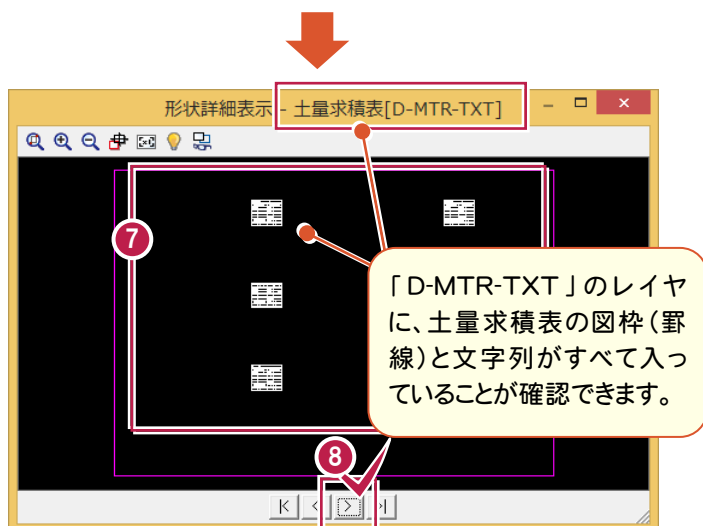 形状詳細表示 - 土量求積表[D-MTR-TXT]
7
「D-MTR-TXT」のレイヤ
に、土量求積表の図枠(罫
線)と文字列がすべて入っ
ていることが確認できます。
8